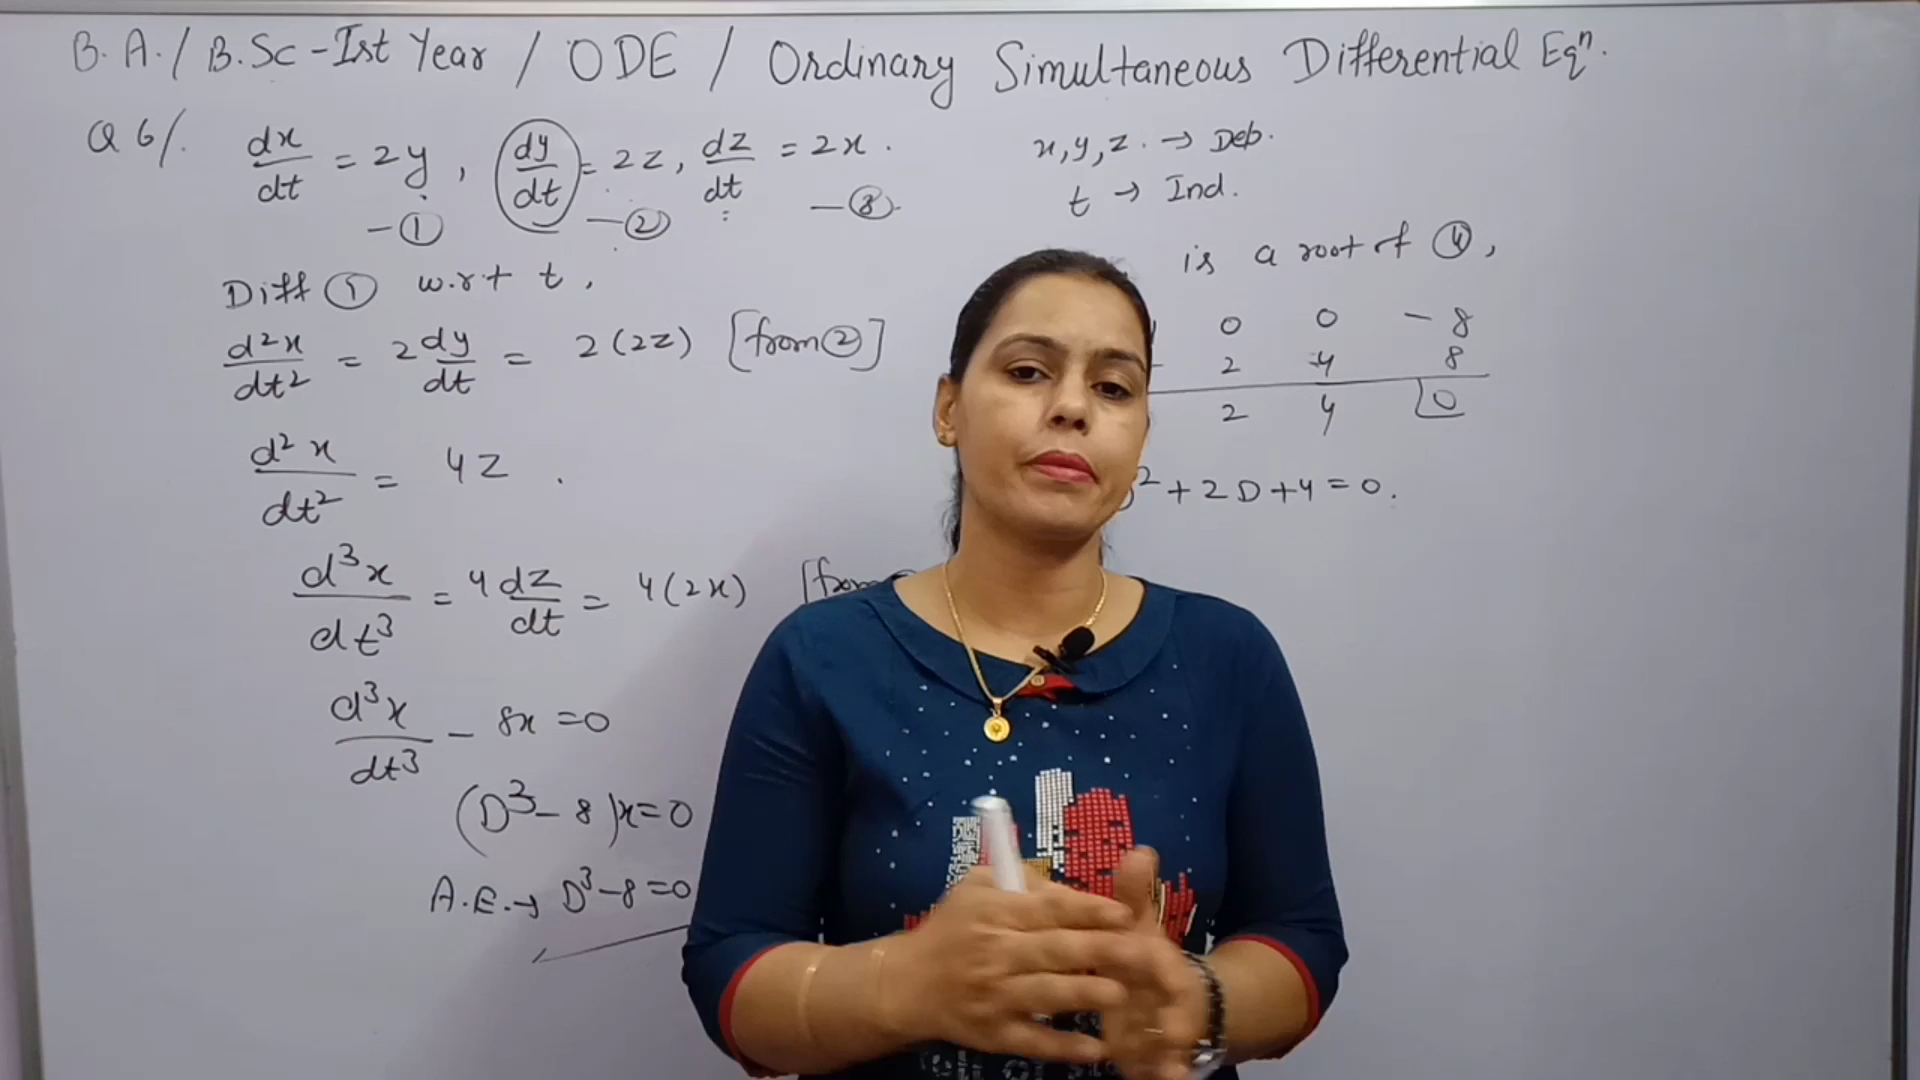 B.A./B.Sc-Ist Year / ODE / Ordinary Simultaneous Differential Eqⁿ.
Q6/. dx/dt = 2y, dy/dt = 2z, dz/dt = 2x.
-① -② -③
Diff ① w.r.t t,
d²x/dt² = 2 dy/dt = 2(2z) [from②]
d²x/dt² = 4z.
d³x/dt³ = 4 dz/dt = 4(2x) [from
d³x/dt³ - 8x = 0
(D³-8)x=0
A.E. → D³-8=0
x,y,z. → Dep.
t → Ind.
is a root of ④,
0 0 -8
2 4 8
2 4 0
² + 2D + 4 = 0.